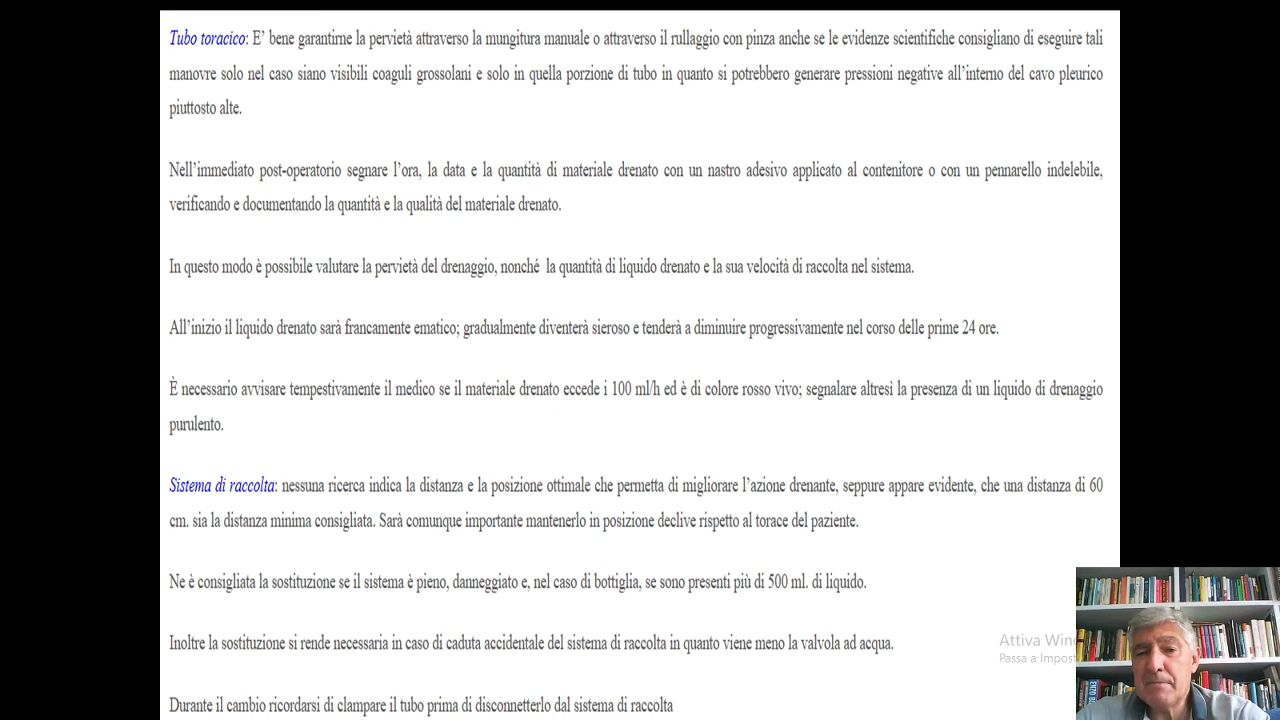 Tubo toracico: E’ bene garantirne la pervietà attraverso la mungitura manuale o attraverso il rullaggio con pinza anche se le evidenze scientifiche consigliano di eseguire tali
manovre solo nel caso siano visibili coaguli grossolani e solo in quella porzione di tubo in quanto si potrebbero generare pressioni negative all’interno del cavo pleurico
piuttosto alte.
Nell’immediato post-operatorio segnare l’ora, la data e la quantità di materiale drenato con un nastro adesivo applicato al contenitore o con un pennarello indelebile,
verificando e documentando la quantità e la qualità del materiale drenato.
In questo modo è possibile valutare la pervietà del drenaggio, nonché la quantità di liquido drenato e la sua velocità di raccolta nel sistema.
All’inizio il liquido drenato sarà francamente ematico; gradualmente diventerà sieroso e tenderà a diminuire progressivamente nel corso delle prime 24 ore.
È necessario avvisare tempestivamente il medico se il materiale drenato eccede i 100 ml/h ed è di colore rosso vivo; segnalare altresì la presenza di un liquido di drenaggio
purulento.
Sistema di raccolta: nessuna ricerca indica la distanza e la posizione ottimale che permetta di migliorare l’azione drenante, seppure appare evidente, che una distanza di 60
cm. sia la distanza minima consigliata. Sarà comunque importante mantenerlo in posizione declive rispetto al torace del paziente.
Ne è consigliata la sostituzione se il sistema è pieno, danneggiato e, nel caso di bottiglia, se sono presenti più di 500 ml. di liquido.
Inoltre la sostituzione si rende necessaria in caso di caduta accidentale del sistema di raccolta in quanto viene meno la valvola ad acqua.
Attiva Win
Passa a Impost
Durante il cambio ricordarsi di clampare il tubo prima di disconnetterlo dal sistema di raccolta